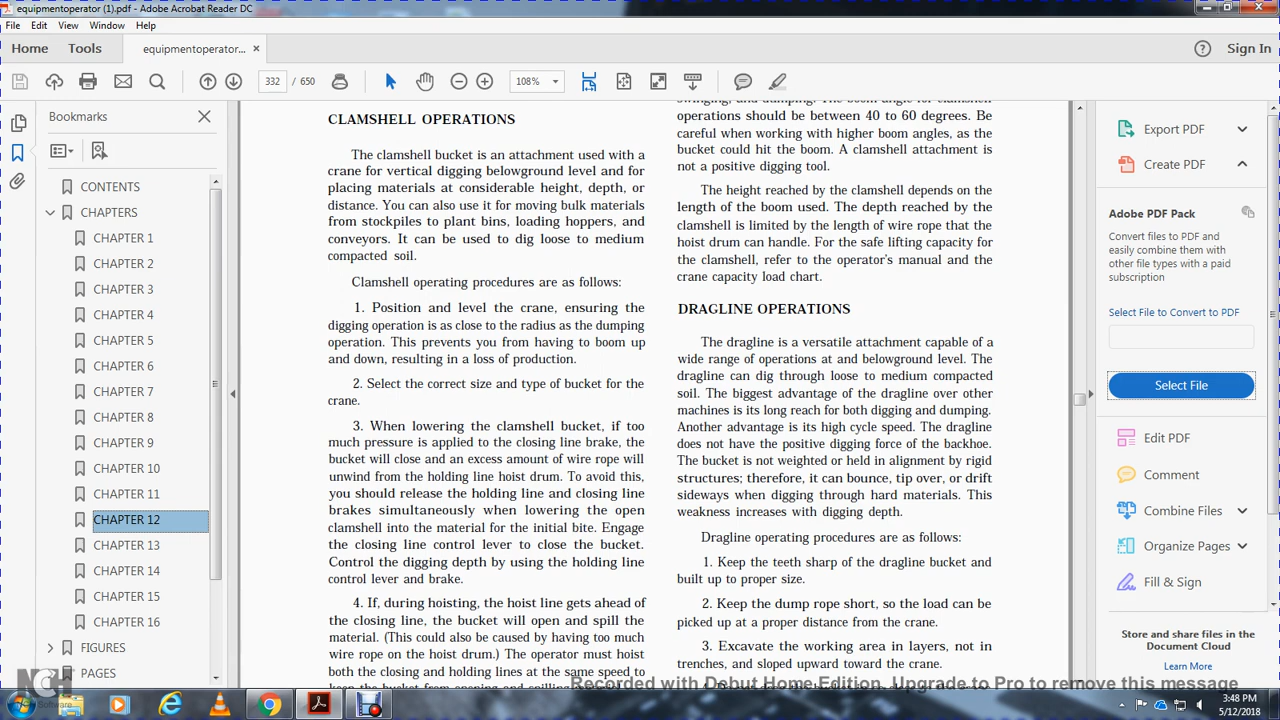 equipmentoperator (1).pdf - Adobe Acrobat Reader DC
File Edit View Window Help
Home Tools equipmentoperator... × Sign In
332 / 650 108%
Bookmarks
CONTENTS
CHAPTERS
CHAPTER 1
CHAPTER 2
CHAPTER 3
CHAPTER 4
CHAPTER 5
CHAPTER 6
CHAPTER 7
CHAPTER 8
CHAPTER 9
CHAPTER 10
CHAPTER 11
CHAPTER 12
CHAPTER 13
CHAPTER 14
CHAPTER 15
CHAPTER 16
FIGURES
PAGES
CLAMSHELL OPERATIONS
The clamshell bucket is an attachment used with a
crane for vertical digging belowground level and for
placing materials at considerable height, depth, or
distance. You can also use it for moving bulk materials
from stockpiles to plant bins, loading hoppers, and
conveyors. It can be used to dig loose to medium
compacted soil.
Clamshell operating procedures are as follows:
1. Position and level the crane, ensuring the
digging operation is as close to the radius as the dumping
operation. This prevents you from having to boom up
and down, resulting in a loss of production.
2. Select the correct size and type of bucket for the
crane.
3. When lowering the clamshell bucket, if too
much pressure is applied to the closing line brake, the
bucket will close and an excess amount of wire rope will
unwind from the holding line hoist drum. To avoid this,
you should release the holding line and closing line
brakes simultaneously when lowering the open
clamshell into the material for the initial bite. Engage
the closing line control lever to close the bucket.
Control the digging depth by using the holding line
control lever and brake.
4. If, during hoisting, the hoist line gets ahead of
the closing line, the bucket will open and spill the
material. (This could also be caused by having too much
wire rope on the hoist drum.) The operator must hoist
both the closing and holding lines at the same speed to
swinging, and dumping. The boom angle for clamshell
operations should be between 40 to 60 degrees. Be
careful when working with higher boom angles, as the
bucket could hit the boom. A clamshell attachment is
not a positive digging tool.
The height reached by the clamshell depends on the
length of the boom used. The depth reached by the
clamshell is limited by the length of wire rope that the
hoist drum can handle. For the safe lifting capacity for
the clamshell, refer to the operator's manual and the
crane capacity load chart.
DRAGLINE OPERATIONS
The dragline is a versatile attachment capable of a
wide range of operations at and belowground level. The
dragline can dig through loose to medium compacted
soil. The biggest advantage of the dragline over other
machines is its long reach for both digging and dumping.
Another advantage is its high cycle speed. The dragline
does not have the positive digging force of the backhoe.
The bucket is not weighted or held in alignment by rigid
structures; therefore, it can bounce, tip over, or drift
sideways when digging through hard materials. This
weakness increases with digging depth.
Dragline operating procedures are as follows:
1. Keep the teeth sharp of the dragline bucket and
built up to proper size.
2. Keep the dump rope short, so the load can be
picked up at a proper distance from the crane.
3. Excavate the working area in layers, not in
trenches, and sloped upward toward the crane.
Export PDF
Create PDF
Adobe PDF Pack
Convert files to PDF and
easily combine them with
other file types with a paid
subscription
Select File to Convert to PDF
Select File
Edit PDF
Comment
Combine Files
Organize Pages
Fill & Sign
Store and share files in the
Document Cloud
Learn More
Recorded with Debut Home Edition. Upgrade to Pro to remove this message
NCH
Software
3:48 PM
5/12/2018